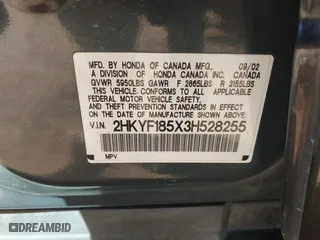 MFD. BY HONDA OF CANADA MFG. 09/02
A DIVISION OF HONDA CANADA INC. CANADA
GVWR 5950LBS GAWR F 2865LBS R 3155LBS
THIS VEHICLE CONFORMS TO ALL APPLICABLE
FEDERAL MOTOR VEHICLE SAFETY AND
THEFT PREVENTION STANDARDS IN EFFECT ON
THE DATE OF MANUFACTURE SHOWN ABOVE.
V.I.N. 2HKYF185X3H528255
MPV
DREAMBID